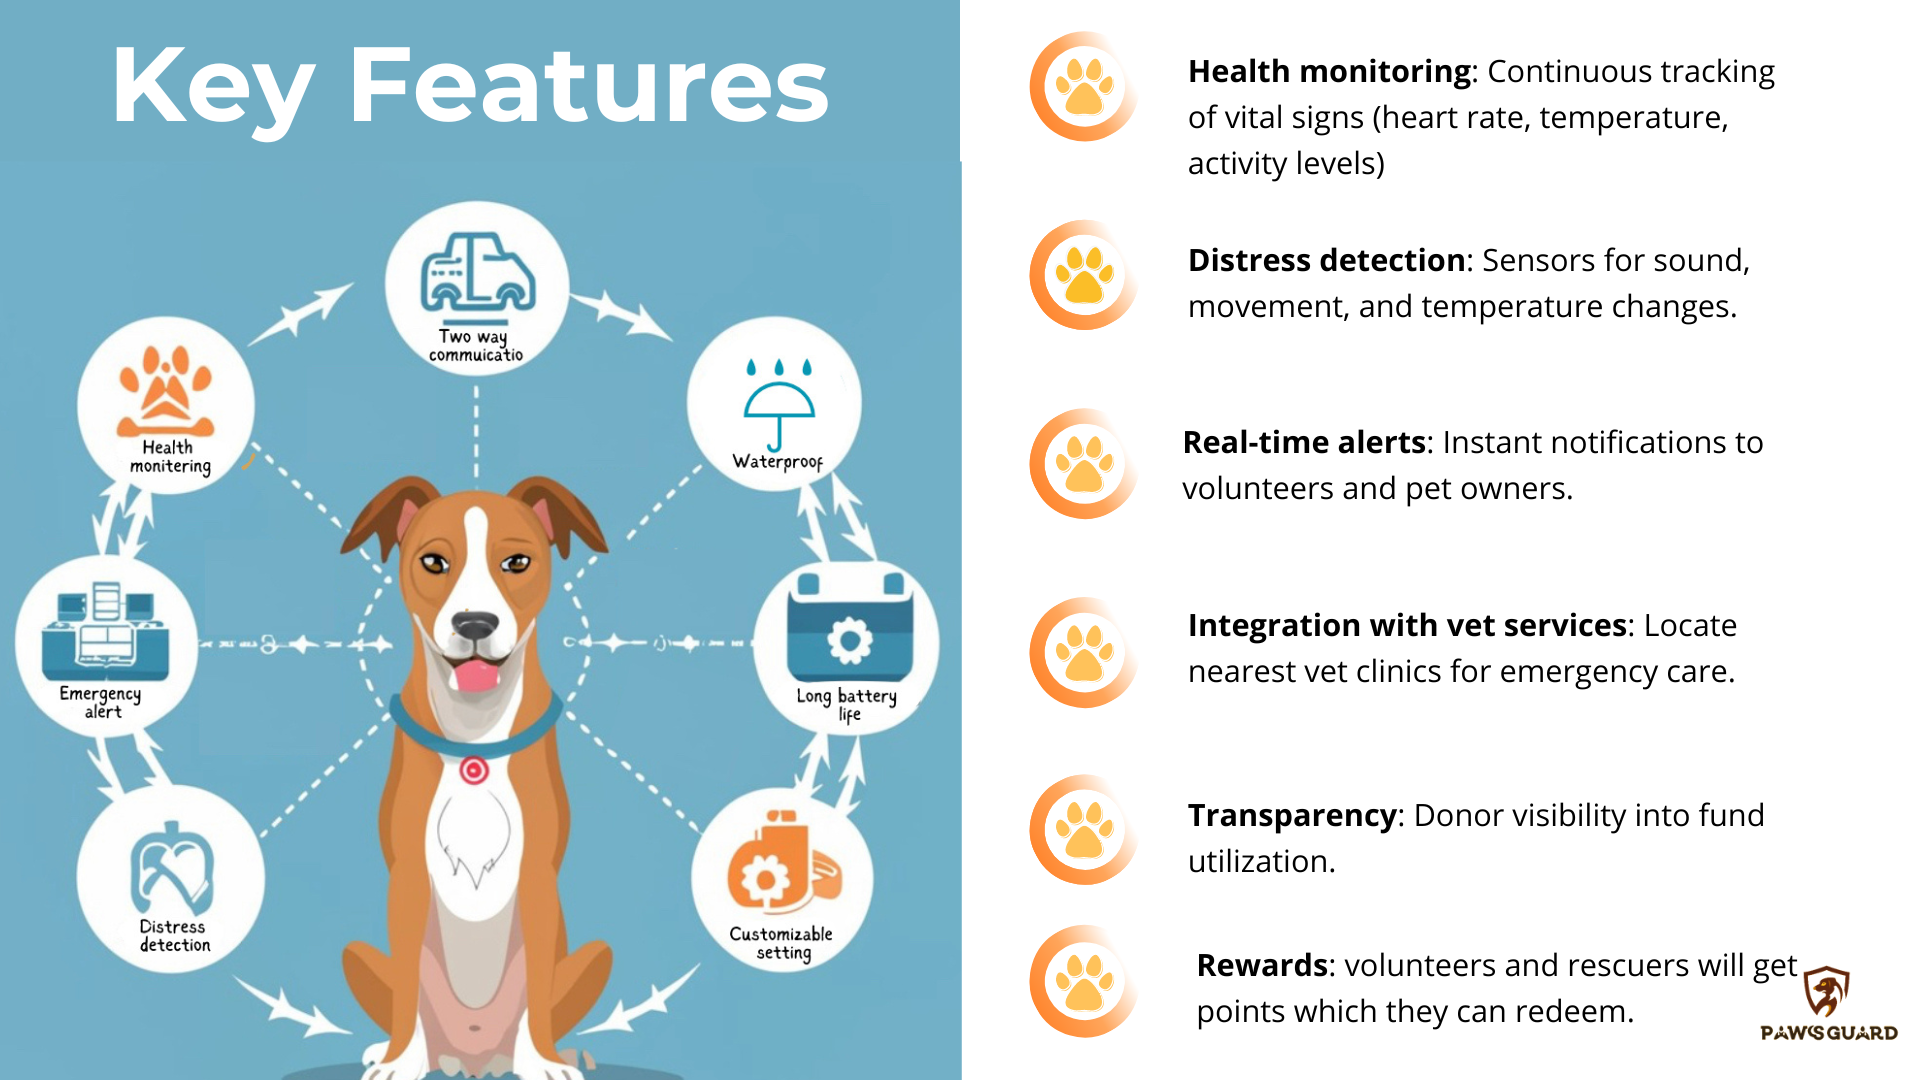 Key Features
Two way
commuicatio
Health
monitering
Waterproof
Emergency
alert
Long battery
life
Distress
detection
Customizable
setting
Health monitoring: Continuous tracking
of vital signs (heart rate, temperature,
activity levels)
Distress detection: Sensors for sound,
movement, and temperature changes.
Real-time alerts: Instant notifications to
volunteers and pet owners.
Integration with vet services: Locate
nearest vet clinics for emergency care.
Transparency: Donor visibility into fund
utilization.
Rewards: volunteers and rescuers will get
points which they can redeem.
PAWSGUARD